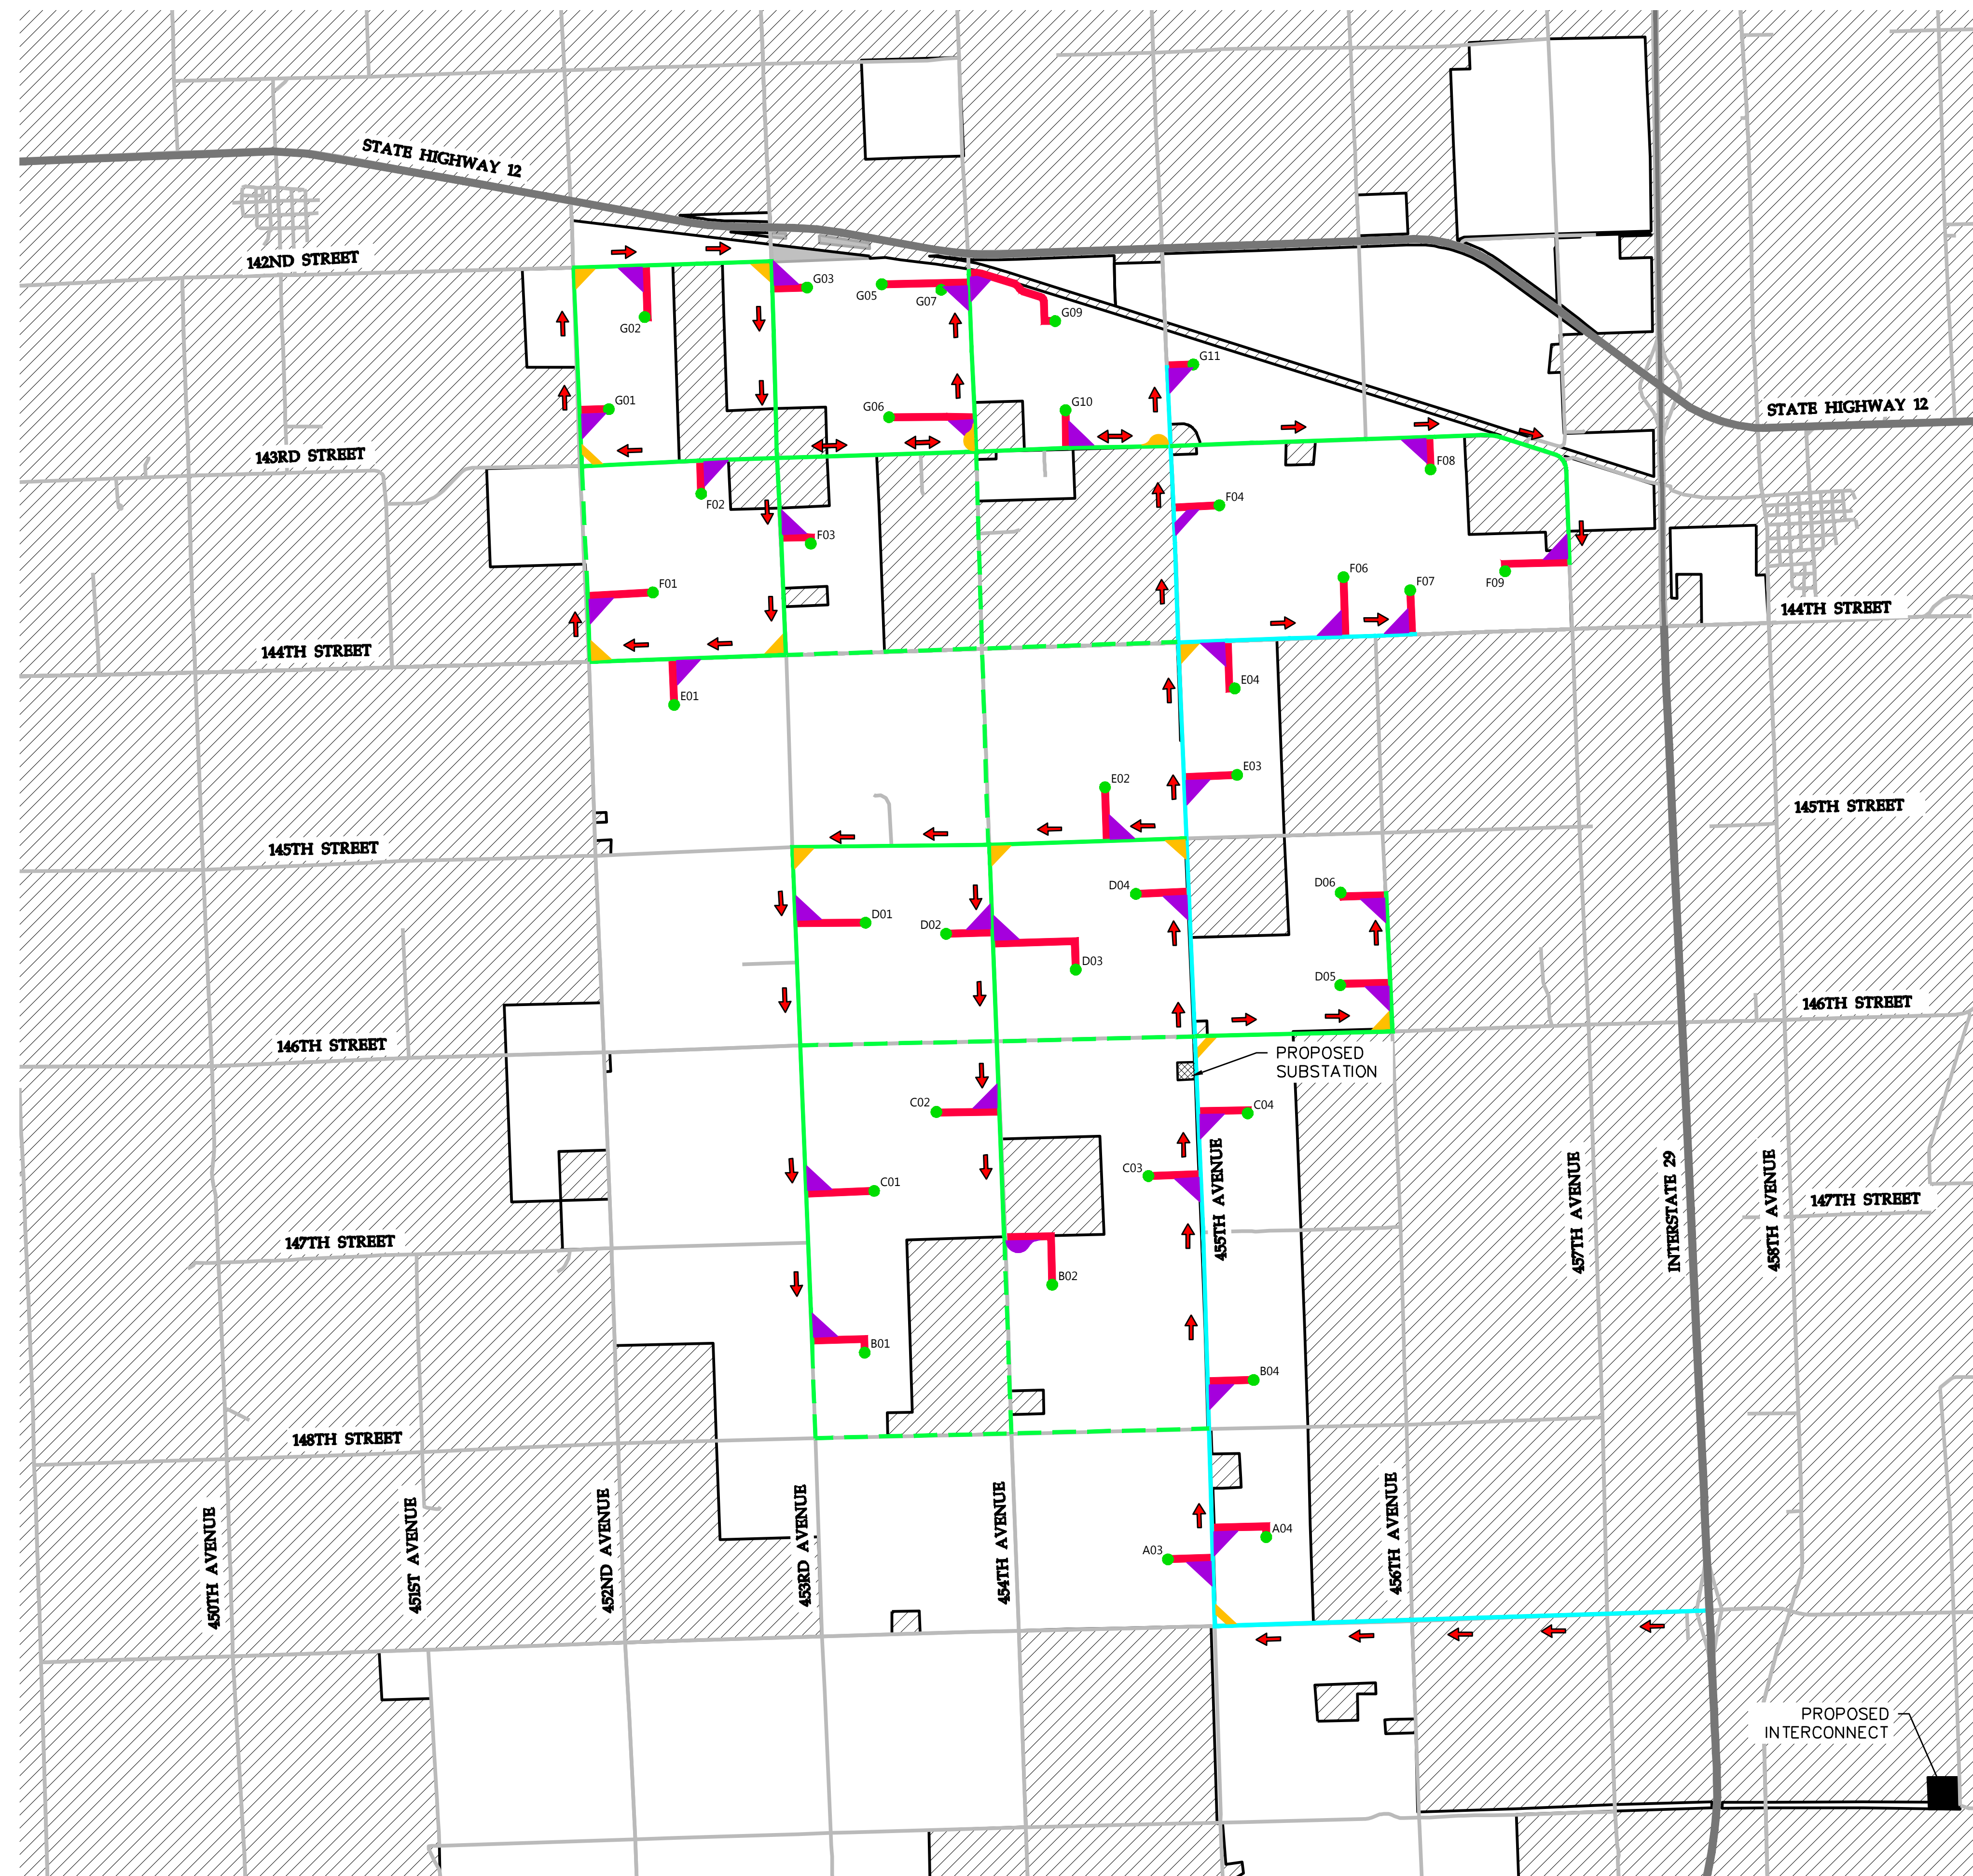 STATE HIGHWAY 12
142ND STREET
G03
G05
G07
G02
G09
G11
STATE HIGHWAY 12
G01
G06
G10
143RD STREET
F08
F02
F04
F03
F01
F06
F07
F09
144TH STREET
144TH STREET
E04
E01
E03
E02
145TH STREET
145TH STREET
D06
D04
D01
D02
D03
D05
146TH STREET
146TH STREET
PROPOSED
SUBSTATION
C02
C04
C03
C01
455TH AVENUE
457TH AVENUE
INTERSTATE 29
458TH AVENUE
147TH STREET
147TH STREET
B02
B01
B04
148TH STREET
A04
A03
450TH AVENUE
451ST AVENUE
452ND AVENUE
453RD AVENUE
454TH AVENUE
456TH AVENUE
PROPOSED
INTERCONNECT